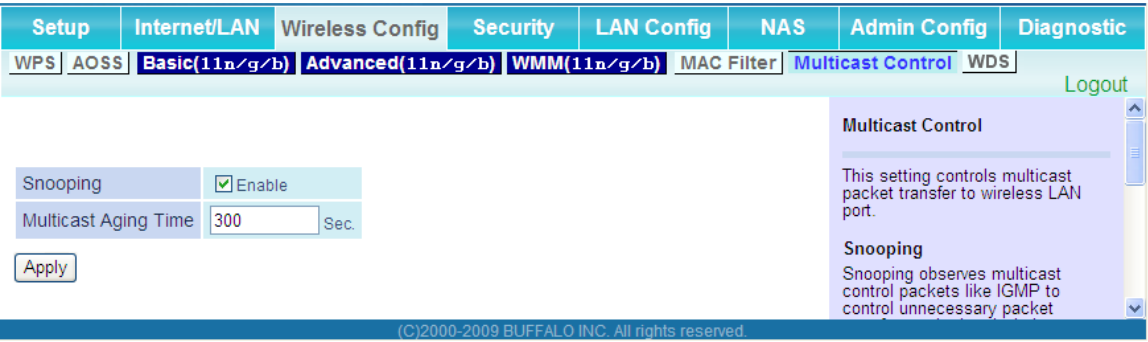 Setup Internet/LAN Wireless Config Security LAN Config NAS Admin Config Diagnostic
WPS AOSS Basic(11n/g/b) Advanced(11n/g/b) WMM(11n/g/b) MAC Filter Multicast Control WDS
Logout
Snooping Enable
Multicast Aging Time 300 Sec.
Apply
Multicast Control
This setting controls multicast
packet transfer to wireless LAN
port.
Snooping
Snooping observes multicast
control packets like IGMP to
control unnecessary packet
(C)2000-2009 BUFFALO INC. All rights reserved.